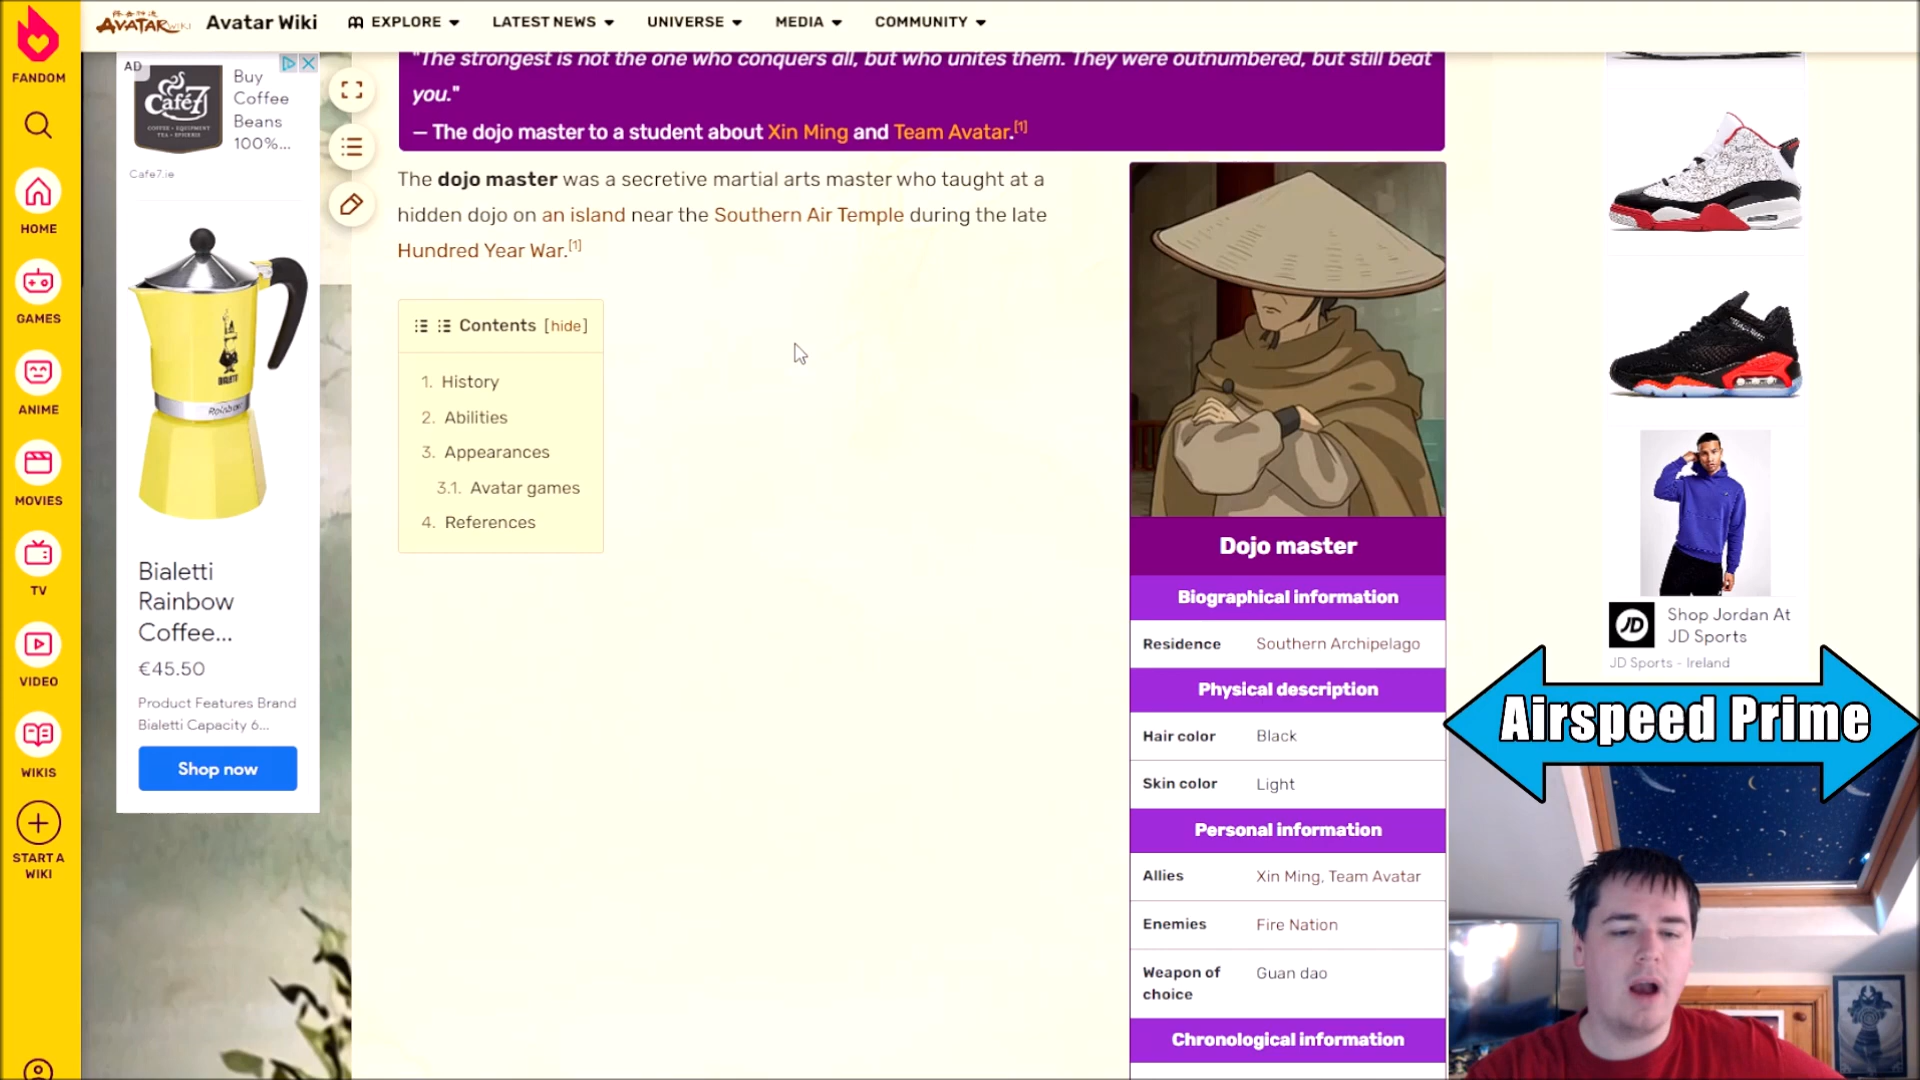 FANDOM
HOME
GAMES
ANIME
MOVIES
TV
VIDEO
WIKIS
START A
WIKI
AVATAR WIKI
Avatar Wiki
EXPLORE
LATEST NEWS
UNIVERSE
MEDIA
COMMUNITY
AD
Café7
COFFEE • EQUIPMENT
Buy
Coffee
Beans
100%...
Cafe7.ie
BIALETTI
Rainbow
Bialetti
Rainbow
Coffee...
€45.50
Product Features Brand
Bialetti Capacity 6...
Shop now
"The strongest is not the one who conquers all, but who unites them. They were outnumbered, but still beat
you."
— The dojo master to a student about Xin Ming and Team Avatar.[1]
The dojo master was a secretive martial arts master who taught at a
hidden dojo on an island near the Southern Air Temple during the late
Hundred Year War.[1]
Contents [hide]
1. History
2. Abilities
3. Appearances
3.1. Avatar games
4. References
Dojo master
Biographical information
Residence Southern Archipelago
Physical description
Hair color Black
Skin color Light
Personal information
Allies Xin Ming, Team Avatar
Enemies Fire Nation
Weapon of
choice
Guan dao
Chronological information
JD
Shop Jordan At
JD Sports
JD Sports - Ireland
Airspeed Prime